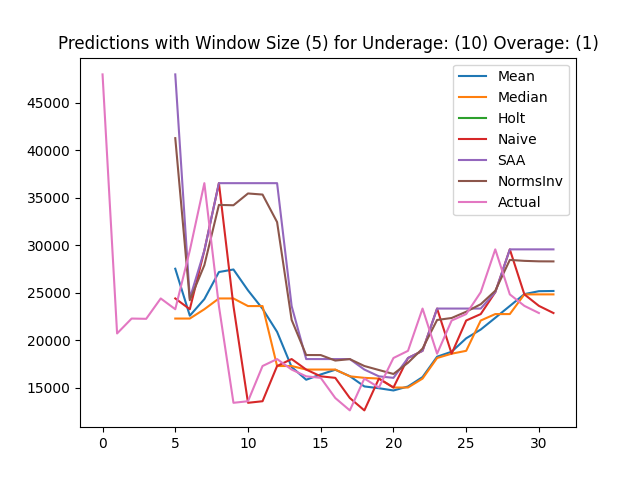 Predictions with Window Size (5) for Underage: (10) Overage: (1)
Mean
Median
Holt
Naive
SAA
NormsInv
Actual
45000
40000
35000
30000
25000
20000
15000
0 5 10 15 20 25 30